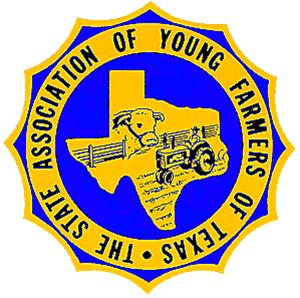 THE STATE ASSOCIATION OF YOUNG FARMERS OF TEXAS •